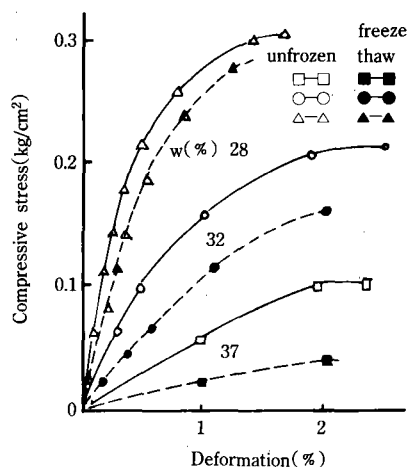 0.3
0.2
0.1
0
1
2
Compressive stress(kg/cm²)
Deformation(%)
unfrozen
freeze
thaw
w(%) 28
32
37